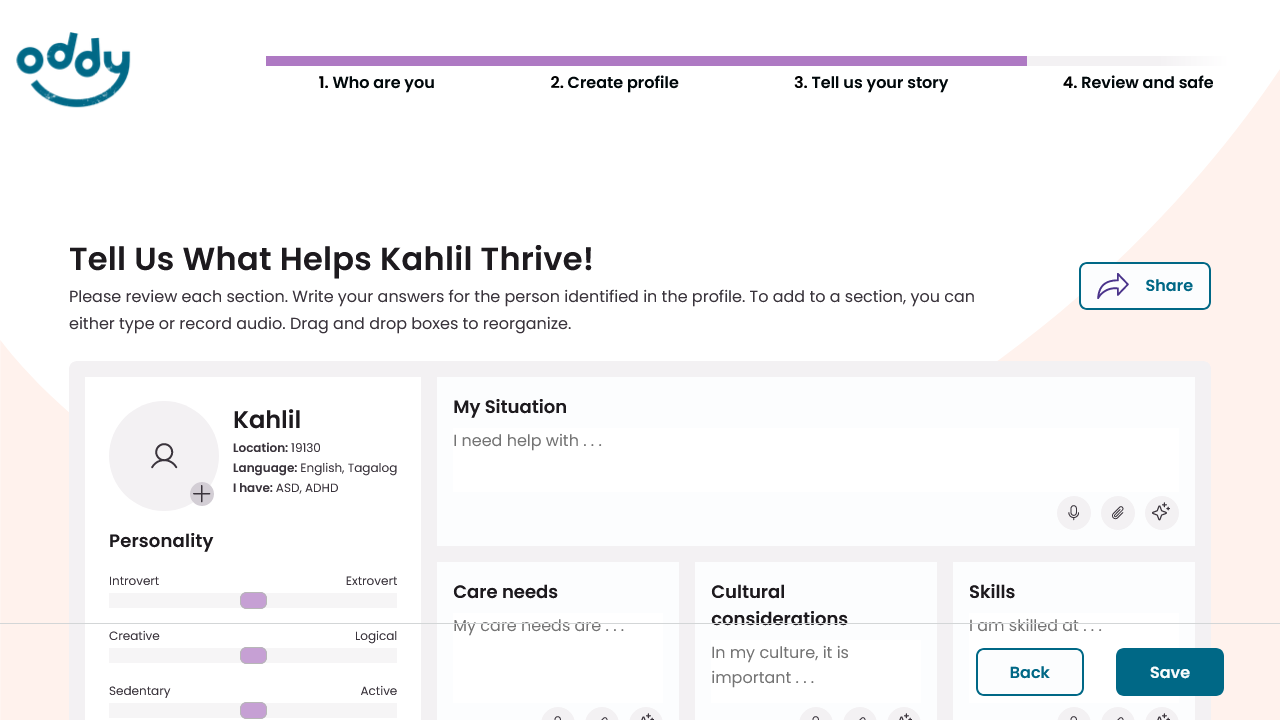 oddy
1. Who are you
2. Create profile
3. Tell us your story
4. Review and safe
Tell Us What Helps Kahlil Thrive!
Please review each section. Write your answers for the person identified in the profile. To add to a section, you can
either type or record audio. Drag and drop boxes to reorganize.
Share
Kahlil
Location: 19130
Language: English, Tagalog
I have: ASD, ADHD
Personality
Introvert
Extrovert
Creative
Logical
Sedentary
Active
My Situation
I need help with . . .
Care needs
My care needs are . . .
Cultural
considerations
In my culture, it is
important . . .
Skills
I am skilled at . . .
Back
Save